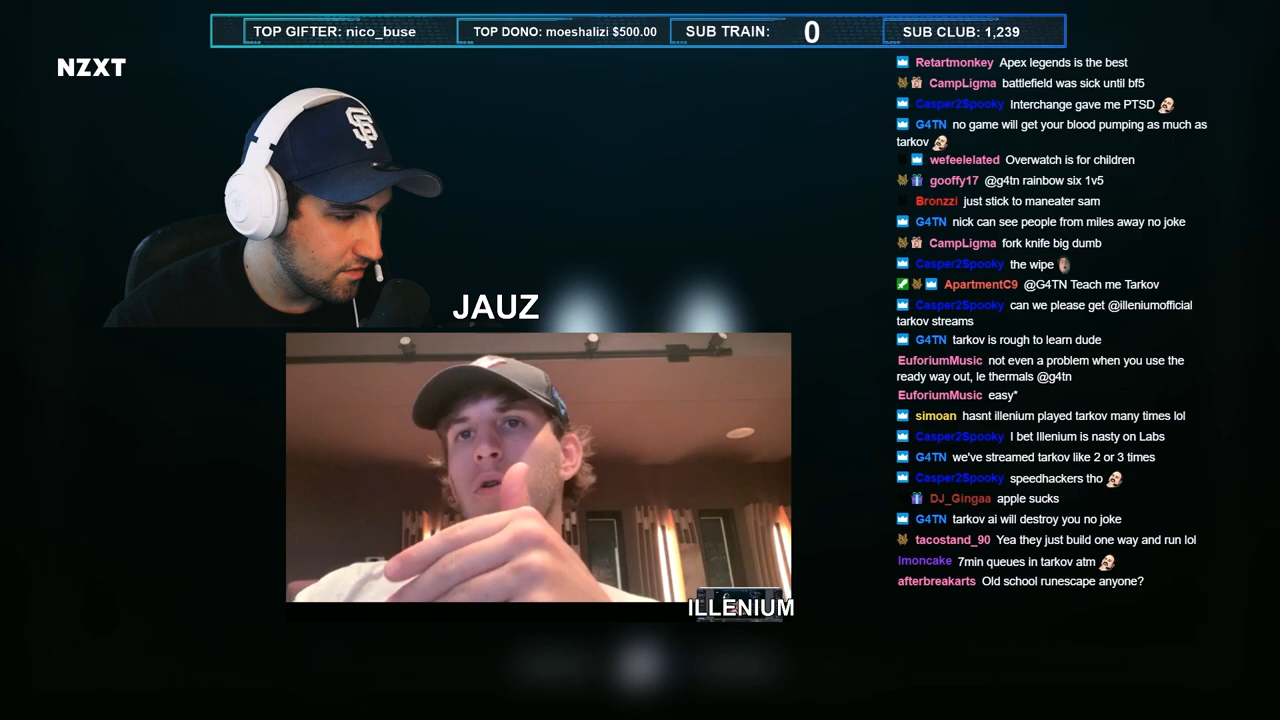 TOP GIFTER: nico_buse
TOP DONO: moeshalizi $500.00
SUB TRAIN: 0
SUB CLUB: 1,239
NZXT
Retartmonkey Apex legends is the best
CampLigma battlefield was sick until bf5
Casper2Spooky Interchange gave me PTSD
G4TN no game will get your blood pumping as much as
tarkov
wefeelelated Overwatch is for children
gooffy17 @g4tn rainbow six 1v5
Bronzzi just stick to maneater sam
G4TN nick can see people from miles away no joke
CampLigma fork knife big dumb
Casper2Spooky the wipe
ApartmentC9 @G4TN Teach me Tarkov
Casper2Spooky can we please get @illeniumofficial
tarkov streams
G4TN tarkov is rough to learn dude
EuforiumMusic not even a problem when you use the
ready way out, le thermals @g4tn
EuforiumMusic easy*
simoan hasnt illenium played tarkov many times lol
Casper2Spooky I bet Illenium is nasty on Labs
G4TN we've streamed tarkov like 2 or 3 times
Casper2Spooky speedhackers tho
DJ_Gingaa apple sucks
G4TN tarkov ai will destroy you no joke
tacostand_90 Yea they just build one way and run lol
Imoncake 7min queues in tarkov atm
afterbreakarts Old school runescape anyone?
SF
JAUZ
ILLENIUM